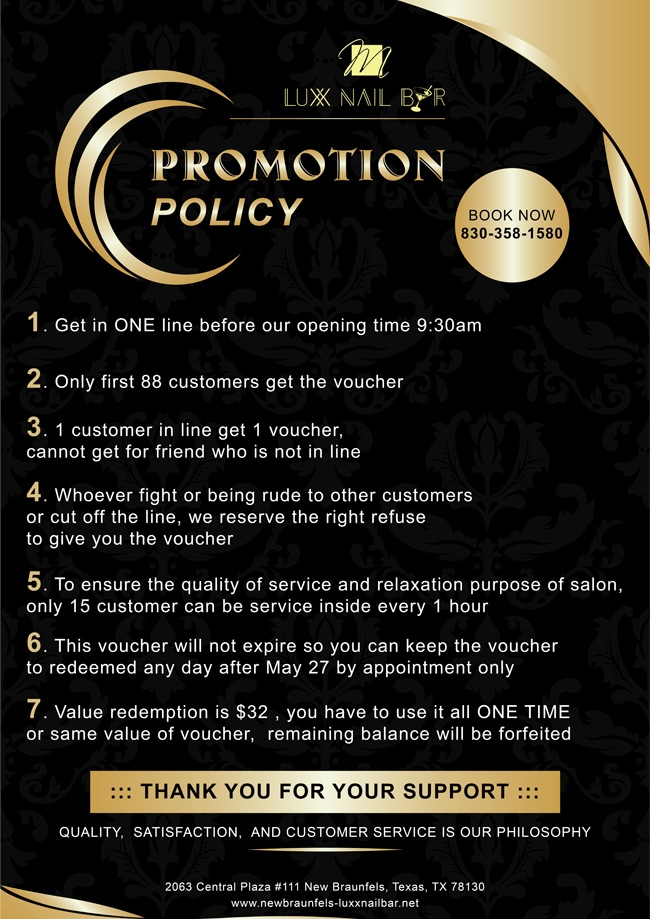 M
LUXX NAIL BAR
PROMOTION
POLICY
BOOK NOW
830-358-1580
1. Get in ONE line before our opening time 9:30am
2. Only first 88 customers get the voucher
3. 1 customer in line get 1 voucher,
cannot get for friend who is not in line
4. Whoever fight or being rude to other customers
or cut off the line, we reserve the right refuse
to give you the voucher
5. To ensure the quality of service and relaxation purpose of salon,
only 15 customer can be service inside every 1 hour
6. This voucher will not expire so you can keep the voucher
to redeemed any day after May 27 by appointment only
7. Value redemption is $32 , you have to use it all ONE TIME
or same value of voucher,  remaining balance will be forfeited
::: THANK YOU FOR YOUR SUPPORT :::
QUALITY,  SATISFACTION,  AND CUSTOMER SERVICE IS OUR PHILOSOPHY
2063 Central Plaza #111 New Braunfels, Texas, TX 78130
www.newbraunfels-luxxnailbar.net